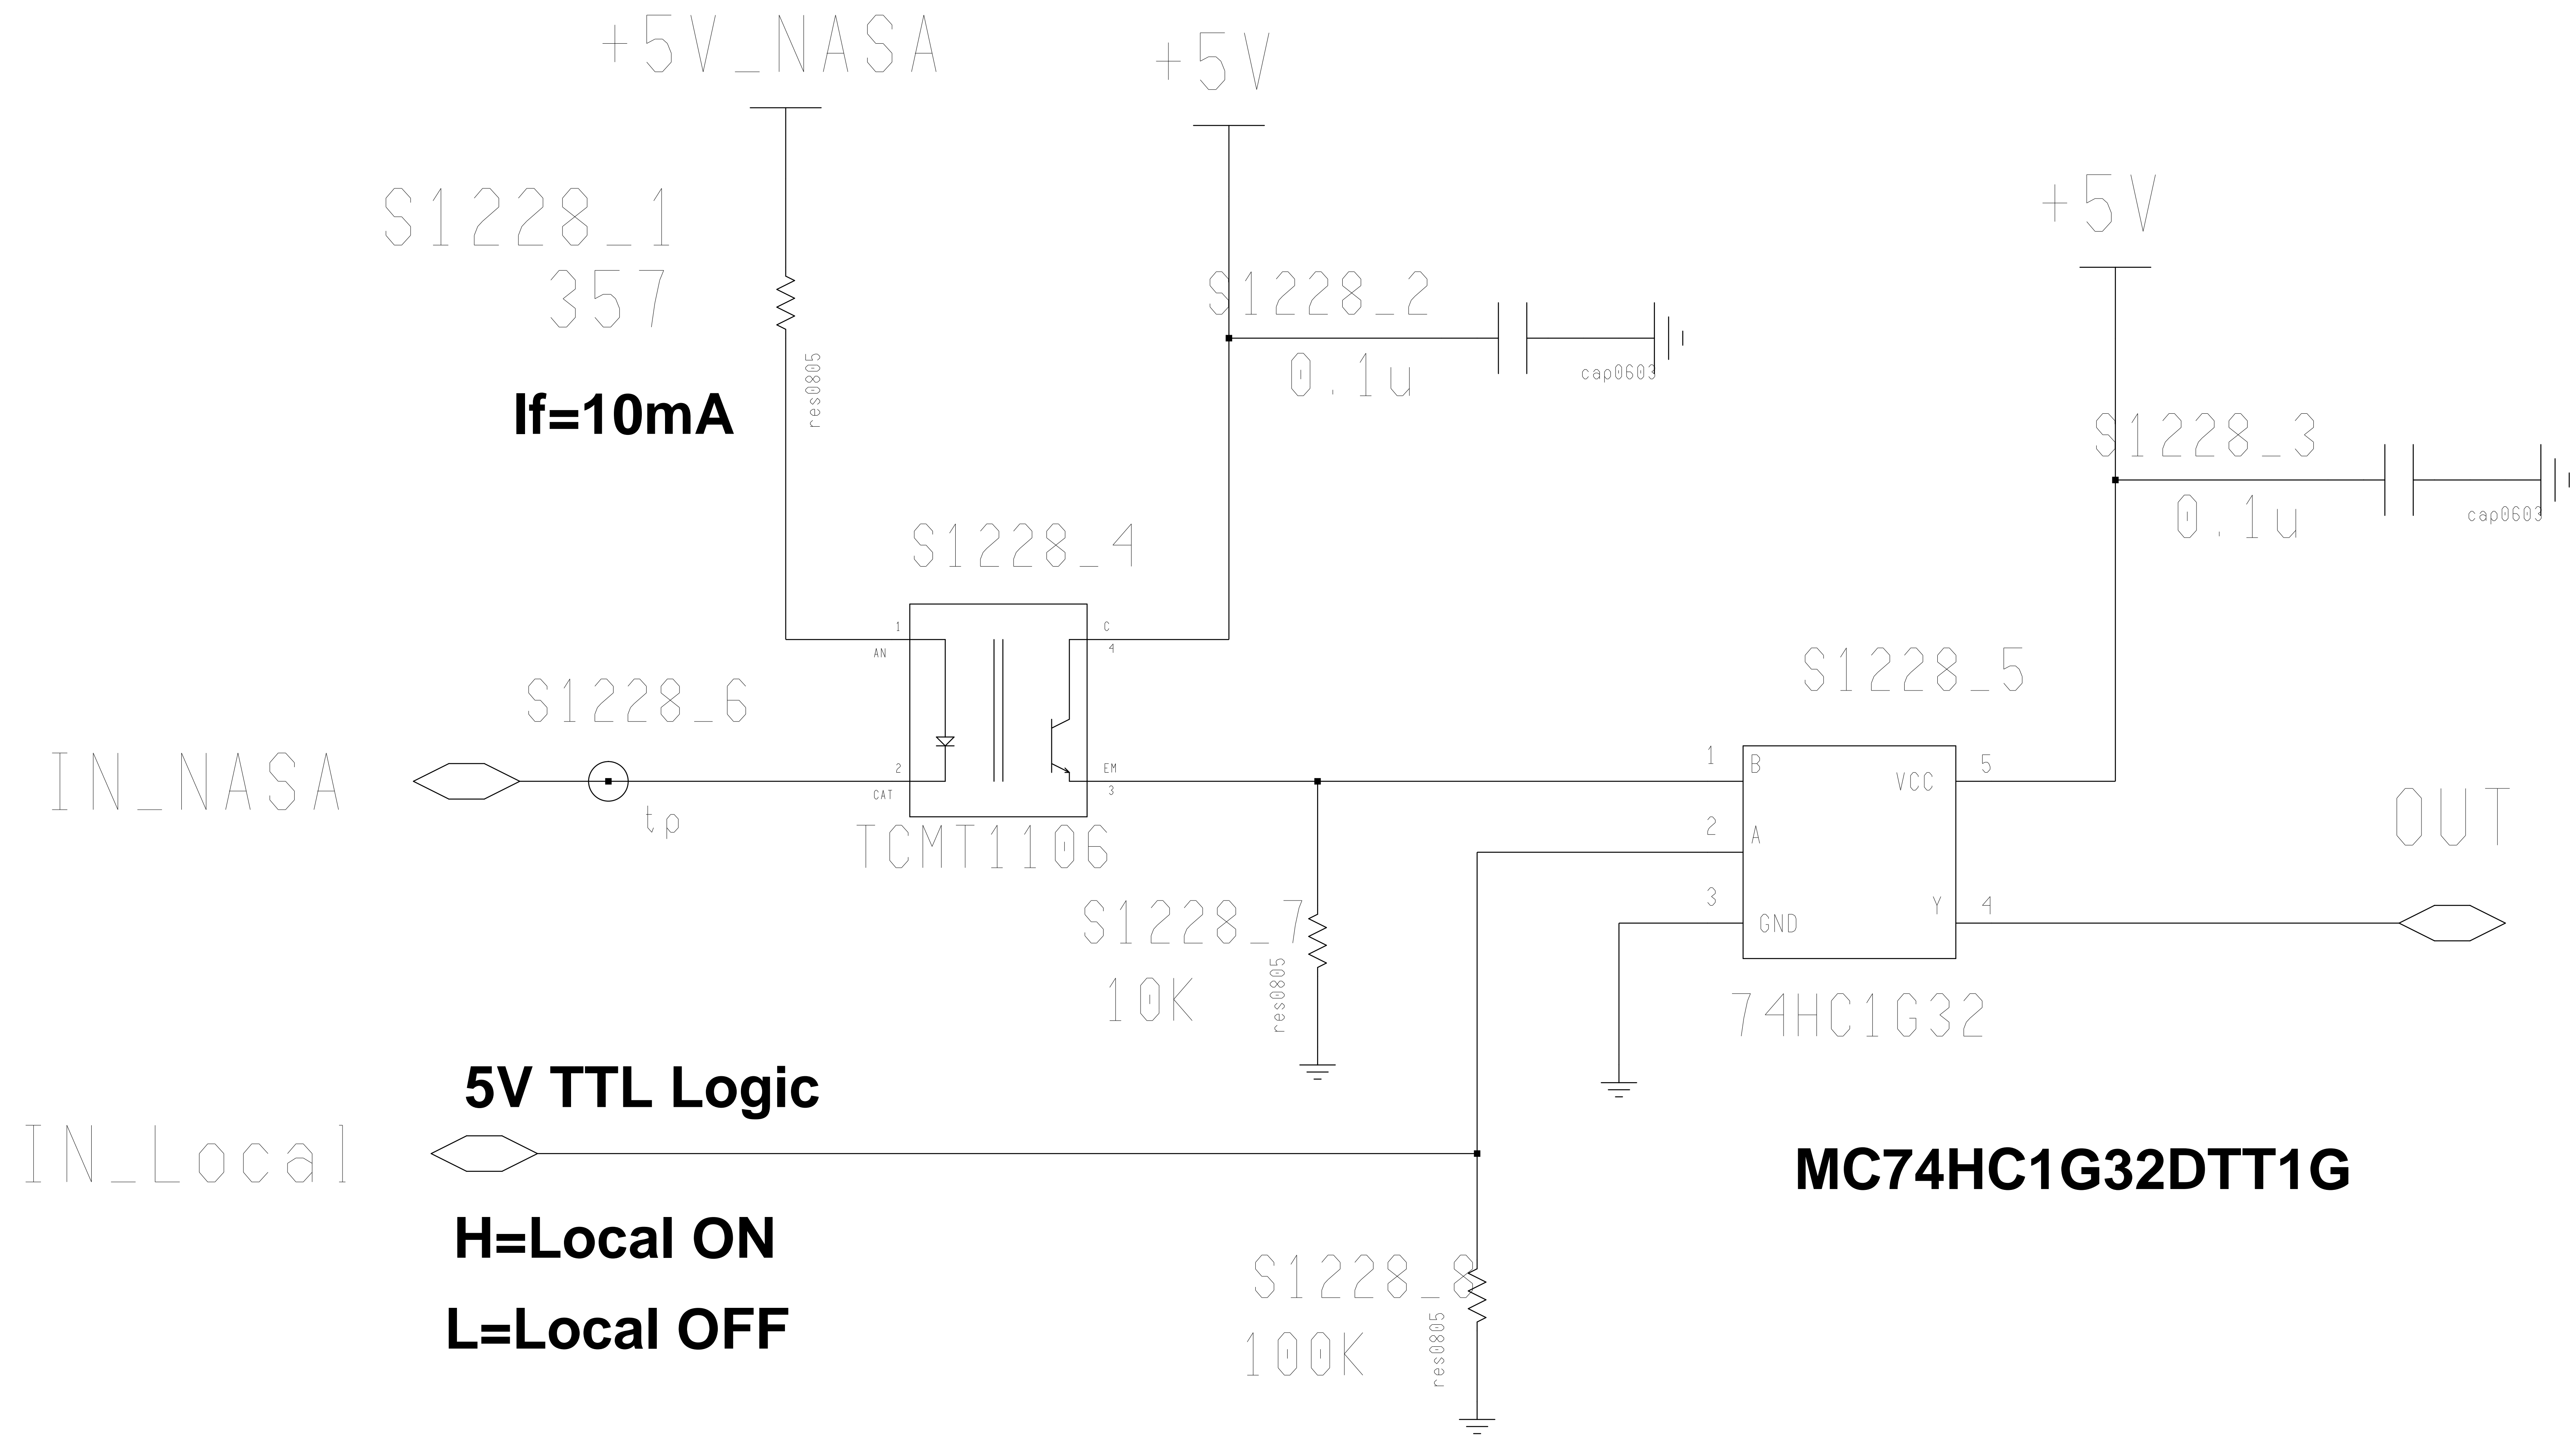 +5V_NASA
+5V
+5V
S1228_1
357
res0805
If=10mA
S1228_2
0.1u
cap0603
S1228_3
0.1u
cap0603
S1228_4
1
AN
C
4
S1228_6
IN_NASA
tp
2
CAT
EM
3
TCMT1106
S1228_5
1
B
VCC
5
2
A
3
GND
Y
4
OUT
74HC1G32
S1228_7
10K
res0805
5V TTL Logic
IN_Local
H=Local ON
L=Local OFF
MC74HC1G32DTT1G
S1228_8
100K
res0805